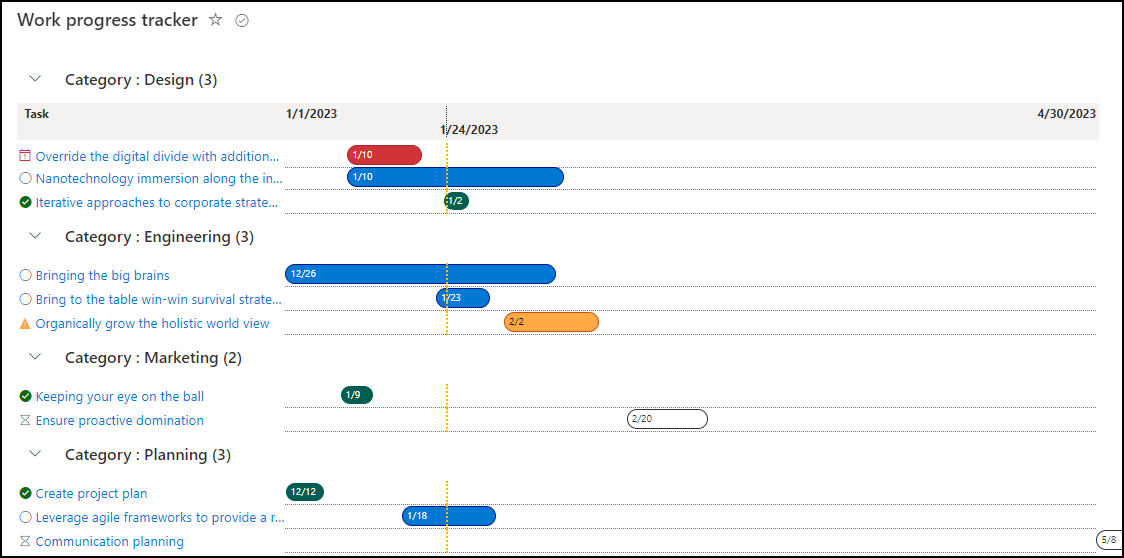 Work progress tracker
Category : Design (3)
Task 1/1/2023 4/30/2023
1/24/2023
Override the digital divide with addition... 1/10
Nanotechnology immersion along the in... 1/10
Iterative approaches to corporate strate... 1/2
Category : Engineering (3)
Bringing the big brains 12/26
Bring to the table win-win survival strate... 1/23
Organically grow the holistic world view 2/2
Category : Marketing (2)
Keeping your eye on the ball 1/9
Ensure proactive domination 2/20
Category : Planning (3)
Create project plan 12/12
Leverage agile frameworks to provide a r... 1/18
Communication planning 5/8